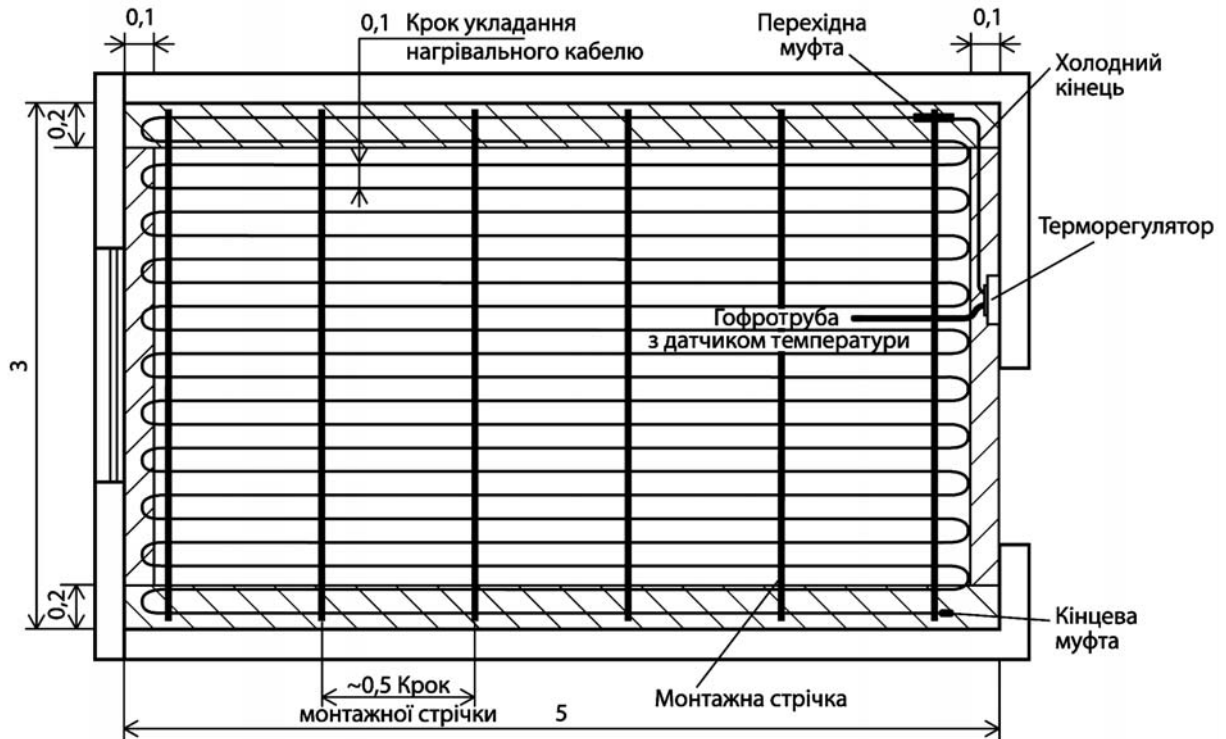 0,1
0,1 Крок укладання
нагрівального кабелю
Перехідна
муфта
0,1
Холодний
кінець
0,2
Терморегулятор
Гофротруба
з датчиком температури
3
0,2
Кінцева
муфта
~0,5 Крок
монтажної стрічки
5
Монтажна стрічка